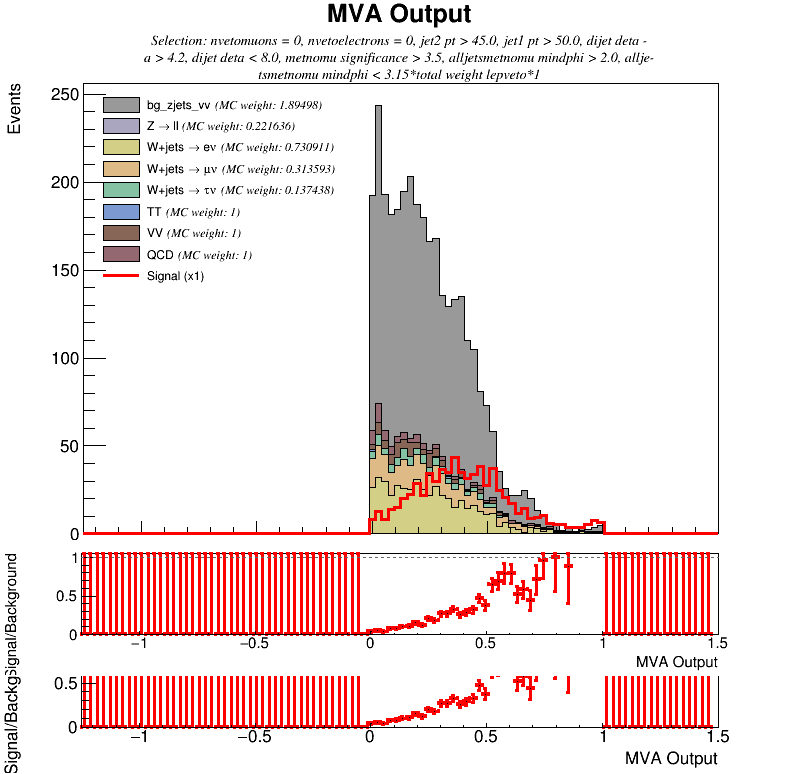 MVA Output
Selection: nvetomuons = 0, nvetoelectrons = 0, jet2 pt > 45.0, jet1 pt > 50.0, dijet deta -
a > 4.2, dijet deta < 8.0, metnomu significance > 3.5, alljetsmetnomu mindphi > 2.0, allje-
tsmetnomu mindphi < 3.15*total weight lepveto*1
Events
250
200
150
100
50
0
bg_zjets_vv (MC weight: 1.89498)
Z → ll (MC weight: 0.221636)
W+jets → eν (MC weight: 0.730911)
W+jets → μν (MC weight: 0.313593)
W+jets → τν (MC weight: 0.137438)
TT (MC weight: 1)
VV (MC weight: 1)
QCD (MC weight: 1)
Signal (x1)
Signal/Background
1
0.5
0
−1 −0.5 0 0.5 1 1.5
MVA Output
Signal/Backg
0.5
0
−1 −0.5 0 0.5 1 1.5
MVA Output